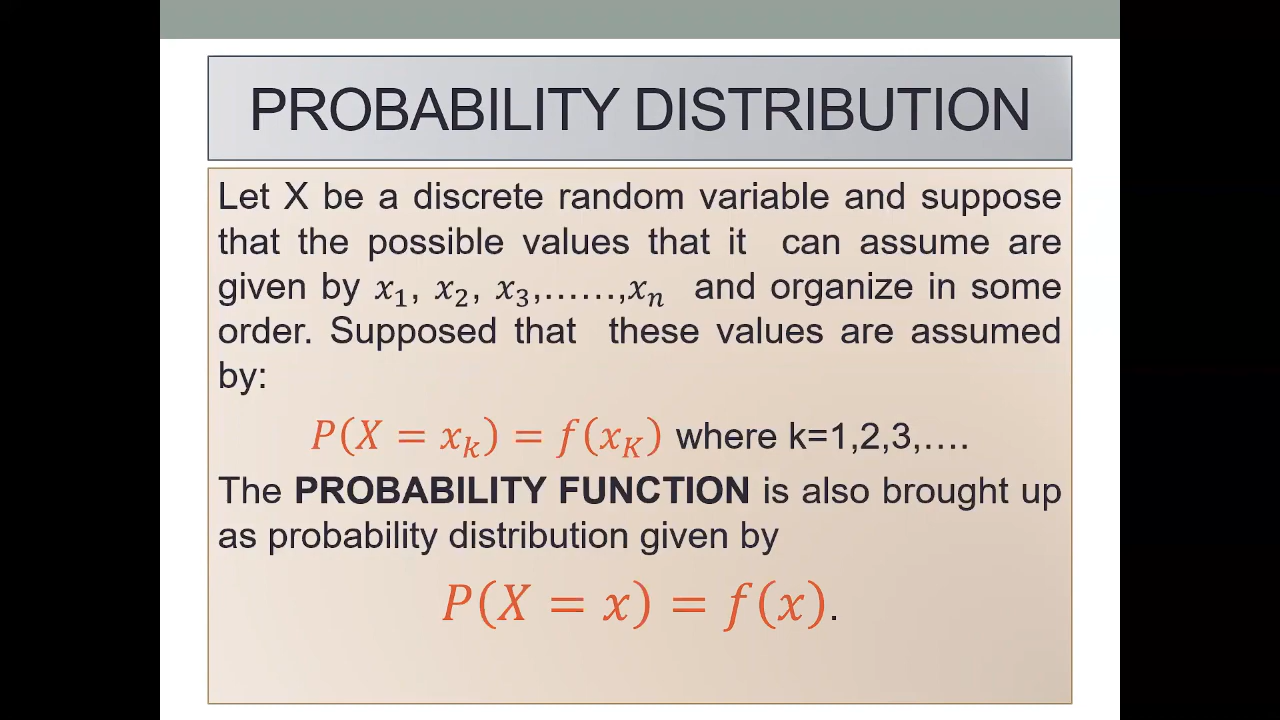 PROBABILITY DISTRIBUTION
Let X be a discrete random variable and suppose
that the possible values that it can assume are
given by x₁, x₂, x₃,......,xₙ and organize in some
order. Supposed that these values are assumed
by:
P(X = xₖ) = f(x_K) where k=1,2,3,....
The PROBABILITY FUNCTION is also brought up
as probability distribution given by
P(X = x) = f(x).